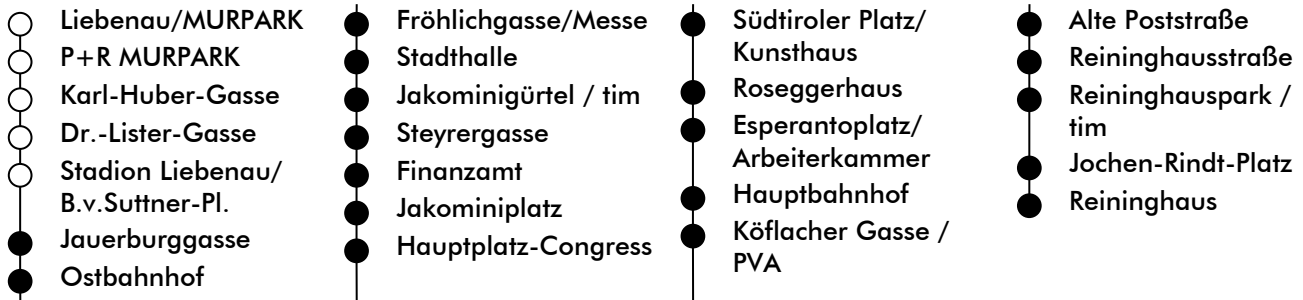 Liebenau/MURPARK
P+R MURPARK
Karl-Huber-Gasse
Dr.-Lister-Gasse
Stadion Liebenau/
B.v.Suttner-Pl.
Jauerburggasse
Ostbahnhof
Fröhlichgasse/Messe
Stadthalle
Jakominigürtel / tim
Steyrergasse
Finanzamt
Jakominiplatz
Hauptplatz-Congress
Südtiroler Platz/
Kunsthaus
Roseggerhaus
Esperantoplatz/
Arbeiterkammer
Hauptbahnhof
Köflacher Gasse /
PVA
Alte Poststraße
Reininghausstraße
Reininghauspark /
tim
Jochen-Rindt-Platz
Reininghaus